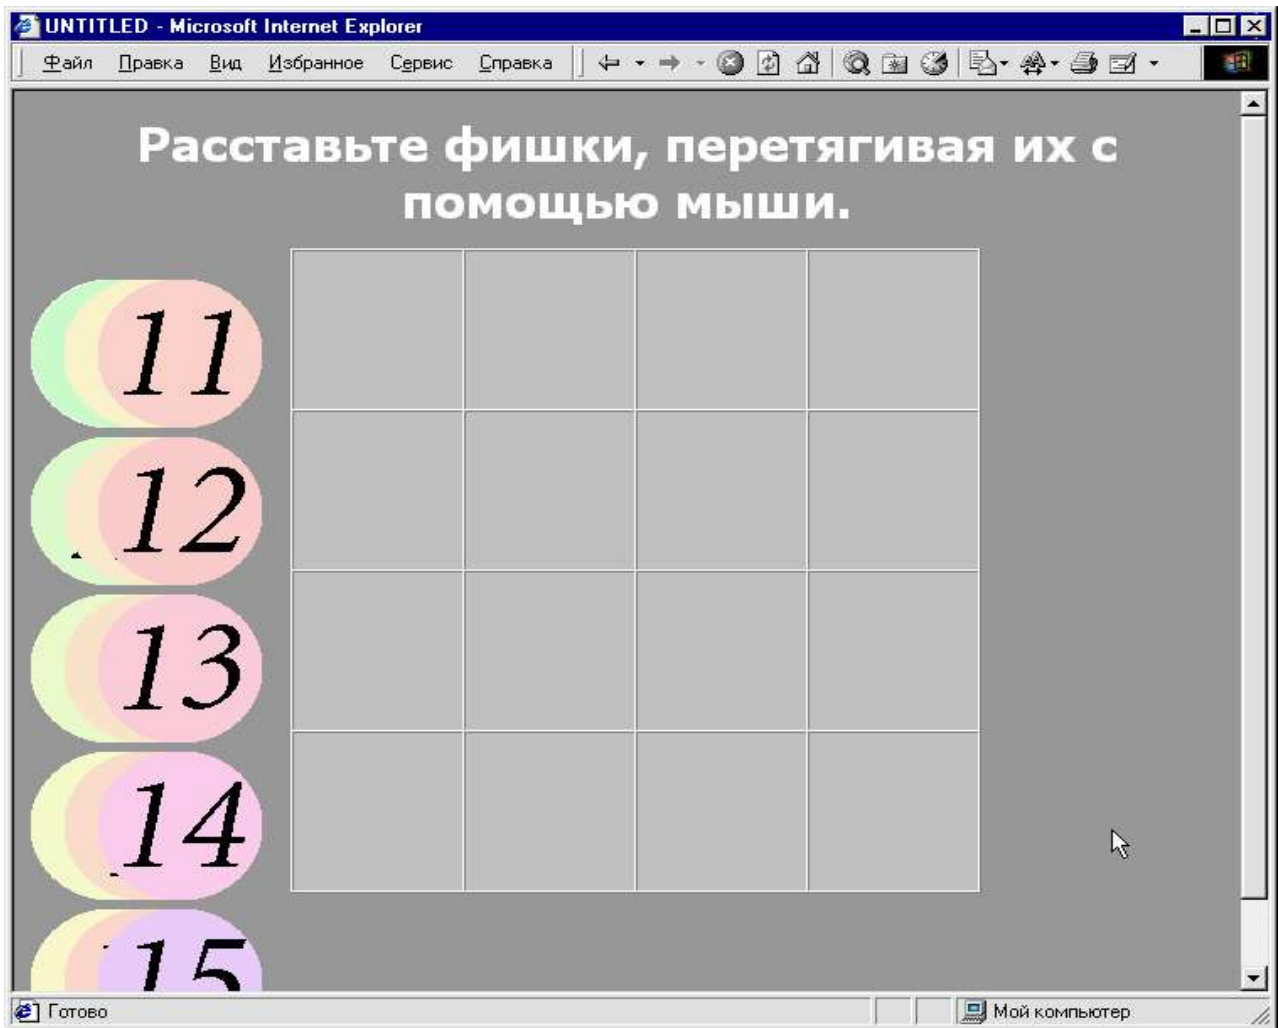 UNTITLED - Microsoft Internet Explorer
Файл Правка Вид Избранное Сервис Справка
Расставьте фишки, перетягивая их с
помощью мыши.
11
12
13
14
15
Готово Мой компьютер